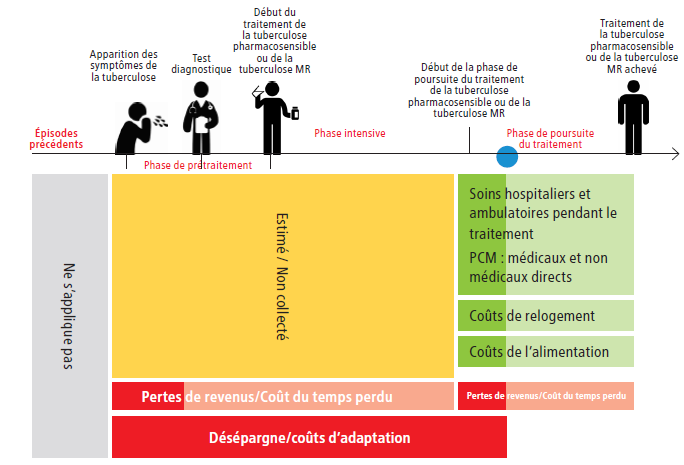 Apparition des
symptômes de
la tuberculose
Test
diagnostique
Début du
traitement de
la tuberculose
pharmacosensible
ou de la
tuberculose MR
Début de la phase de
poursuite du traitement
de la tuberculose
pharmacosensible ou de la
tuberculose MR
Traitement de
la tuberculose
pharmacosensible
ou de la tuberculose
MR achevé
Épisodes
précédents
Phase de prétraitement
Phase intensive
Phase de poursuite
du traitement
Ne s’applique pas
Estimé / Non
collecté
Soins hospitaliers et
ambulatoires pendant le
traitement
PCM : médicaux et non
médicaux directs
Coûts de relogement
Coûts de l’alimentation
Pertes de revenus/Coût du temps perdu
Pertes de revenus/Coût du temps perdu
Désépargne/coûts d’adaptation